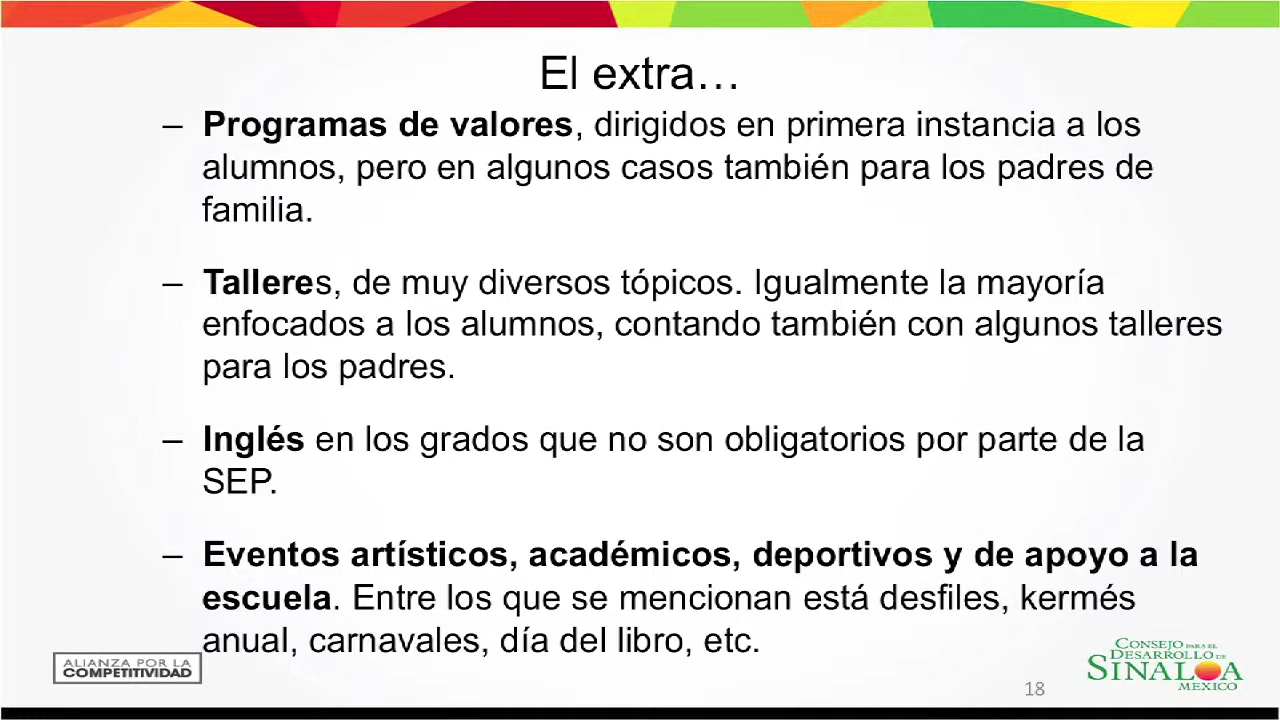 El extra…
– Programas de valores, dirigidos en primera instancia a los
alumnos, pero en algunos casos también para los padres de
familia.
– Talleres, de muy diversos tópicos. Igualmente la mayoría
enfocados a los alumnos, contando también con algunos talleres
para los padres.
– Inglés en los grados que no son obligatorios por parte de la
SEP.
– Eventos artísticos, académicos, deportivos y de apoyo a la
escuela. Entre los que se mencionan está desfiles, kermés
anual, carnavales, día del libro, etc.
ALIANZA POR LA
COMPETITIVIDAD
18
CONSEJO PARA EL
DESARROLLO DE
SINALOA
MEXICO